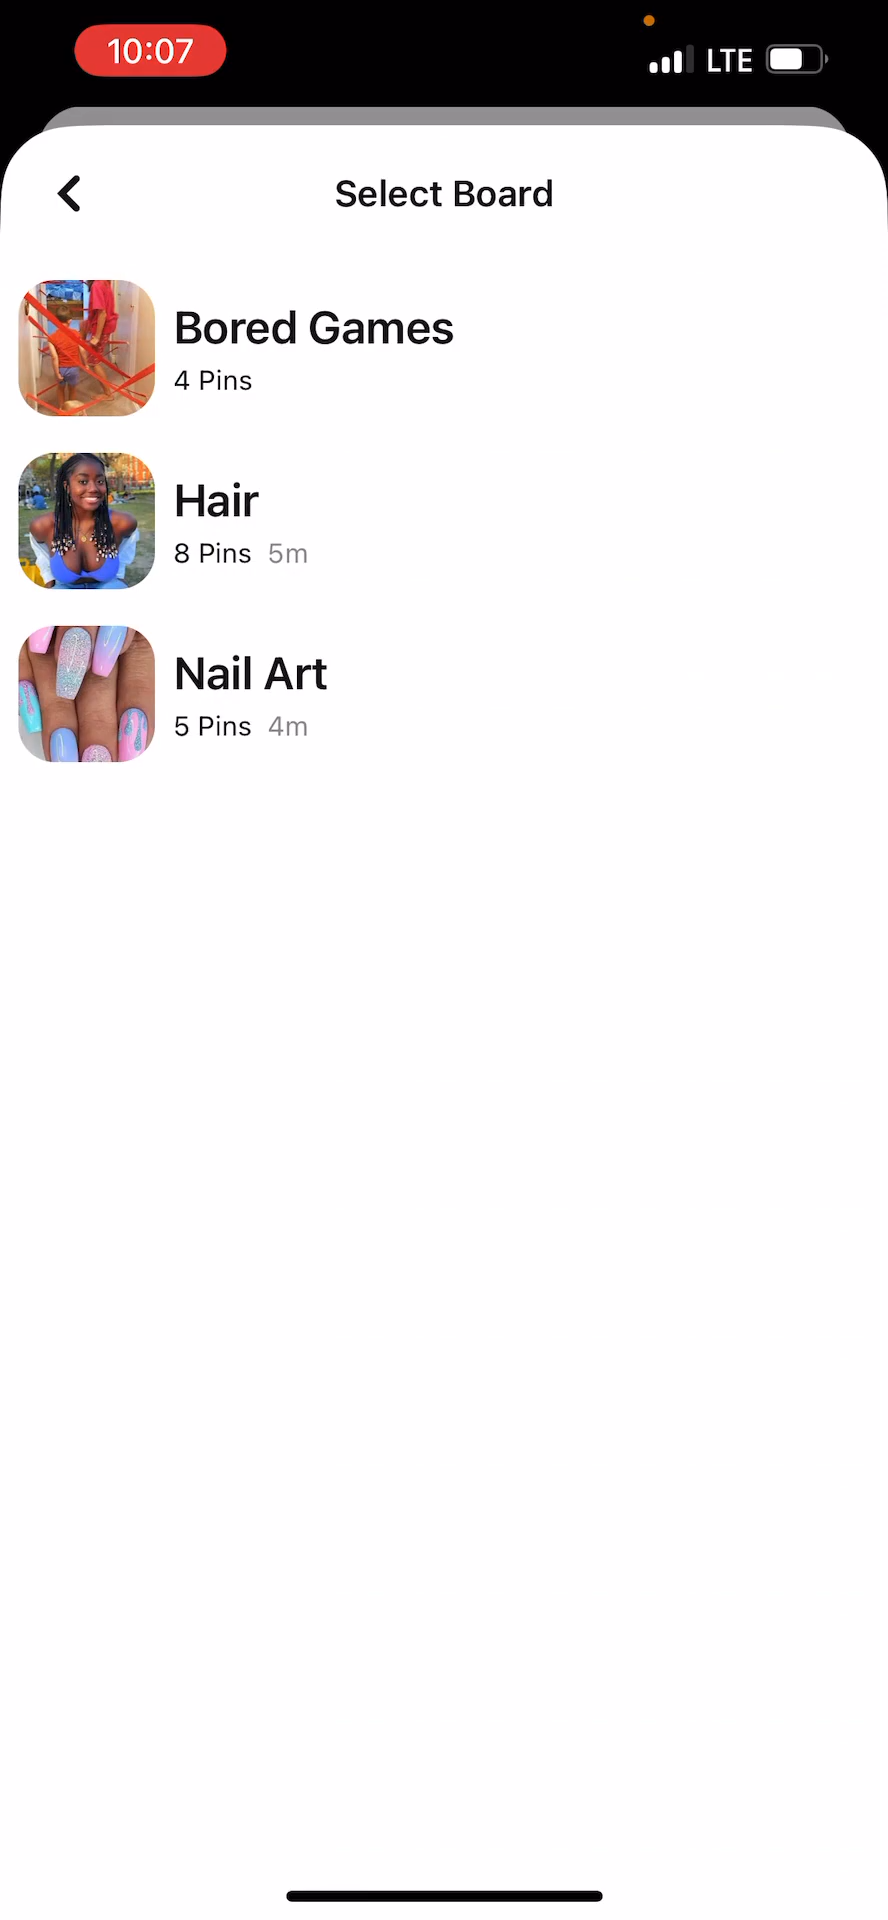 10:07
LTE
Select Board
Bored Games
4 Pins
Hair
8 Pins 5m
Nail Art
5 Pins 4m